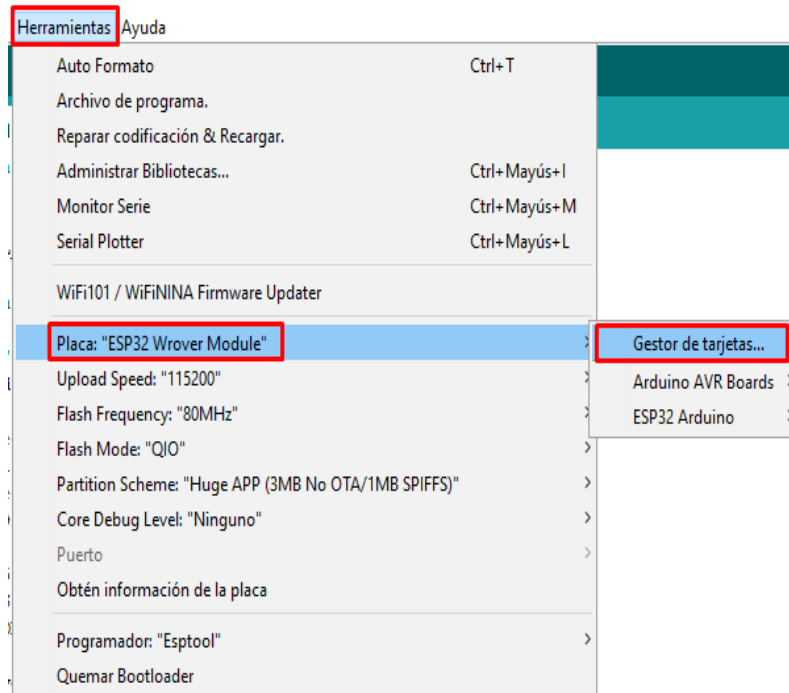 Herramientas Ayuda
Auto Formato Ctrl+T
Archivo de programa.
Reparar codificación & Recargar.
Administrar Bibliotecas... Ctrl+Mayús+I
Monitor Serie Ctrl+Mayús+M
Serial Plotter Ctrl+Mayús+L
WiFi101 / WiFiNINA Firmware Updater
Placa: "ESP32 Wrover Module"
Gestor de tarjetas...
Upload Speed: "115200"
Arduino AVR Boards
Flash Frequency: "80MHz"
ESP32 Arduino
Flash Mode: "QIO"
Partition Scheme: "Huge APP (3MB No OTA/1MB SPIFFS)"
Core Debug Level: "Ninguno"
Puerto
Obtén información de la placa
Programador: "Esptool"
Quemar Bootloader